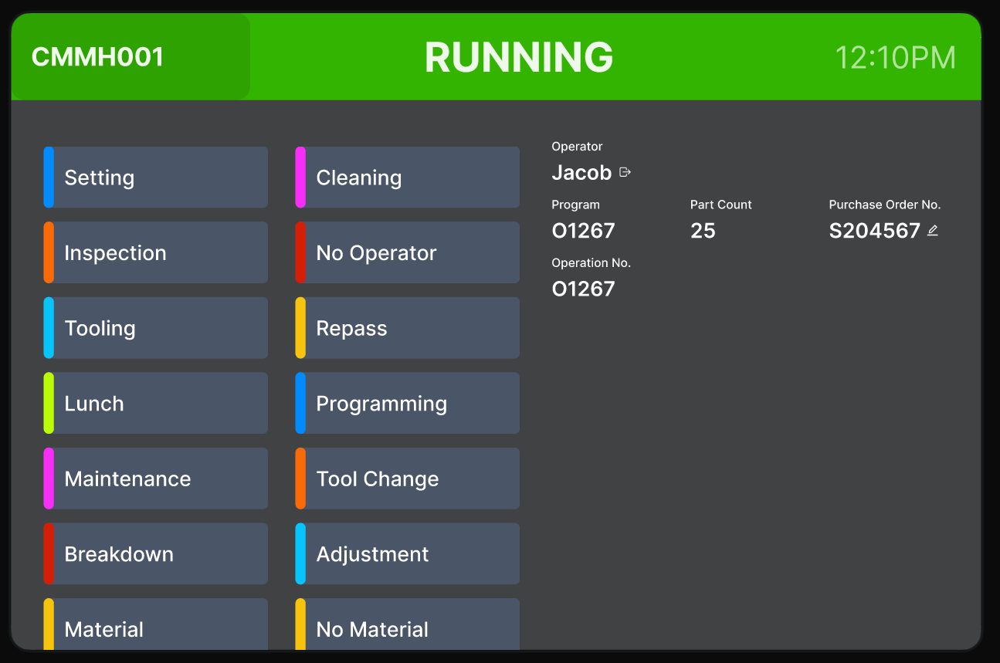 CMMH001
RUNNING
12:10PM
Setting
Cleaning
Inspection
No Operator
Tooling
Repass
Lunch
Programming
Maintenance
Tool Change
Breakdown
Adjustment
Material
No Material
Operator
Jacob
Program
Part Count
Purchase Order No.
O1267
25
S204567
Operation No.
O1267